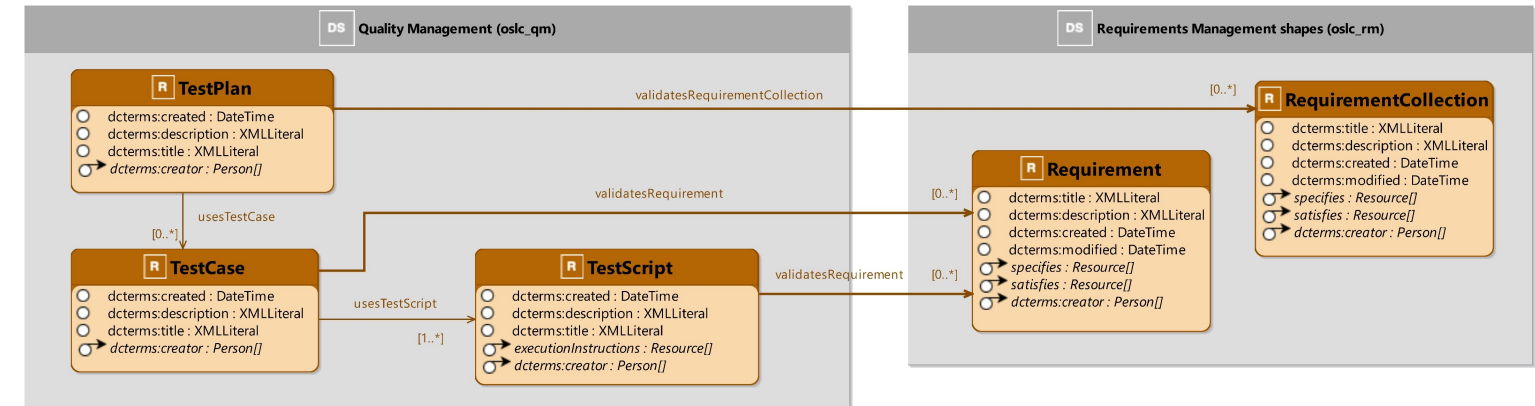 DS Quality Management (oslc_qm)
R TestPlan
dcterms:created : DateTime
dcterms:description : XMLLiteral
dcterms:title : XMLLiteral
dcterms:creator : Person[]
usesTestCase
[0..*]
R TestCase
dcterms:created : DateTime
dcterms:description : XMLLiteral
dcterms:title : XMLLiteral
dcterms:creator : Person[]
usesTestScript
[1..*]
R TestScript
dcterms:created : DateTime
dcterms:description : XMLLiteral
dcterms:title : XMLLiteral
executionInstructions : Resource[]
dcterms:creator : Person[]
validatesRequirementCollection
[0..*]
validatesRequirement
[0..*]
validatesRequirement
[0..*]
DS Requirements Management shapes (oslc_rm)
R Requirement
dcterms:title : XMLLiteral
dcterms:description : XMLLiteral
dcterms:created : DateTime
dcterms:modified : DateTime
specifies : Resource[]
satisfies : Resource[]
dcterms:creator : Person[]
R RequirementCollection
dcterms:title : XMLLiteral
dcterms:description : XMLLiteral
dcterms:created : DateTime
dcterms:modified : DateTime
specifies : Resource[]
satisfies : Resource[]
dcterms:creator : Person[]